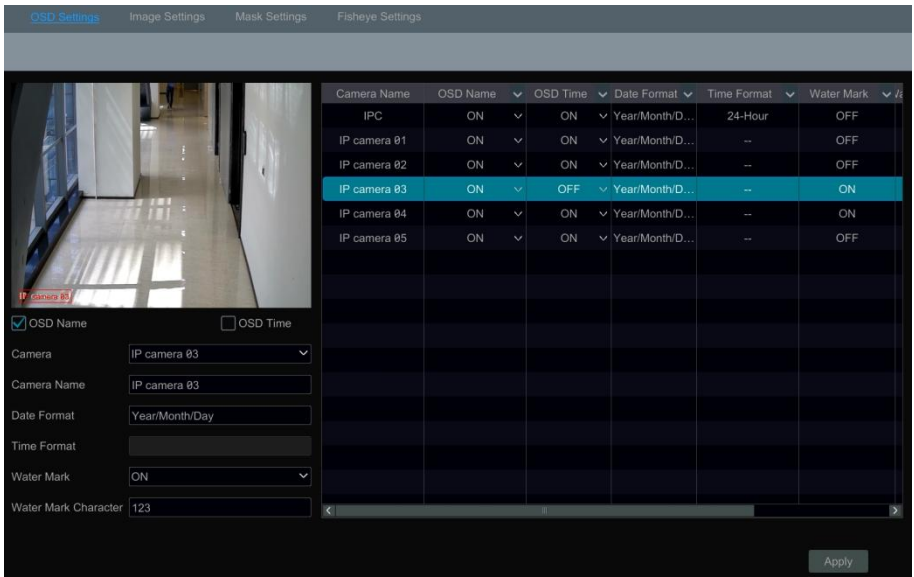 OSD Settings Image Settings Mask Settings Fisheye Settings
Camera Name OSD Name OSD Time Date Format Time Format Water Mark
IPC ON ON Year/Month/D... 24-Hour OFF
IP camera 01 ON ON Year/Month/D... -- OFF
IP camera 02 ON ON Year/Month/D... -- OFF
IP camera 03 ON OFF Year/Month/D... -- ON
IP camera 04 ON ON Year/Month/D... -- ON
IP camera 05 ON ON Year/Month/D... -- OFF
IP camera 03
OSD Name OSD Time
Camera IP camera 03
Camera Name IP camera 03
Date Format Year/Month/Day
Time Format
Water Mark ON
Water Mark Character 123
Apply